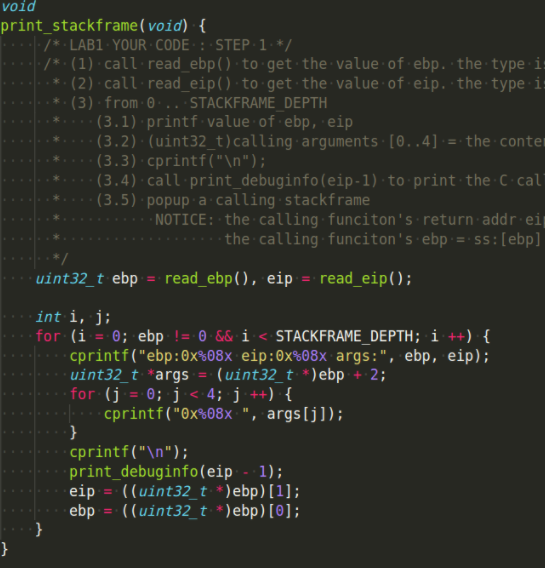 void
print_stackframe(void) {
/* LAB1 YOUR CODE : STEP 1 */
/* (1) call read_ebp() to get the value of ebp. the type is
* (2) call read_eip() to get the value of eip. the type is
* (3) from 0 .. STACKFRAME_DEPTH
* (3.1) printf value of ebp, eip
* (3.2) (uint32_t)calling arguments [0..4] = the conten
* (3.3) cprintf("\n");
* (3.4) call print_debuginfo(eip-1) to print the C call
* (3.5) popup a calling stackframe
* NOTICE: the calling funciton's return addr eip
* the calling funciton's ebp = ss:[ebp]
*/
uint32_t ebp = read_ebp(), eip = read_eip();
int i, j;
for (i = 0; ebp != 0 && i < STACKFRAME_DEPTH; i ++) {
cprintf("ebp:0x%08x eip:0x%08x args:", ebp, eip);
uint32_t *args = (uint32_t *)ebp + 2;
for (j = 0; j < 4; j ++) {
cprintf("0x%08x ", args[j]);
}
cprintf("\n");
print_debuginfo(eip - 1);
eip = ((uint32_t *)ebp)[1];
ebp = ((uint32_t *)ebp)[0];
}
}